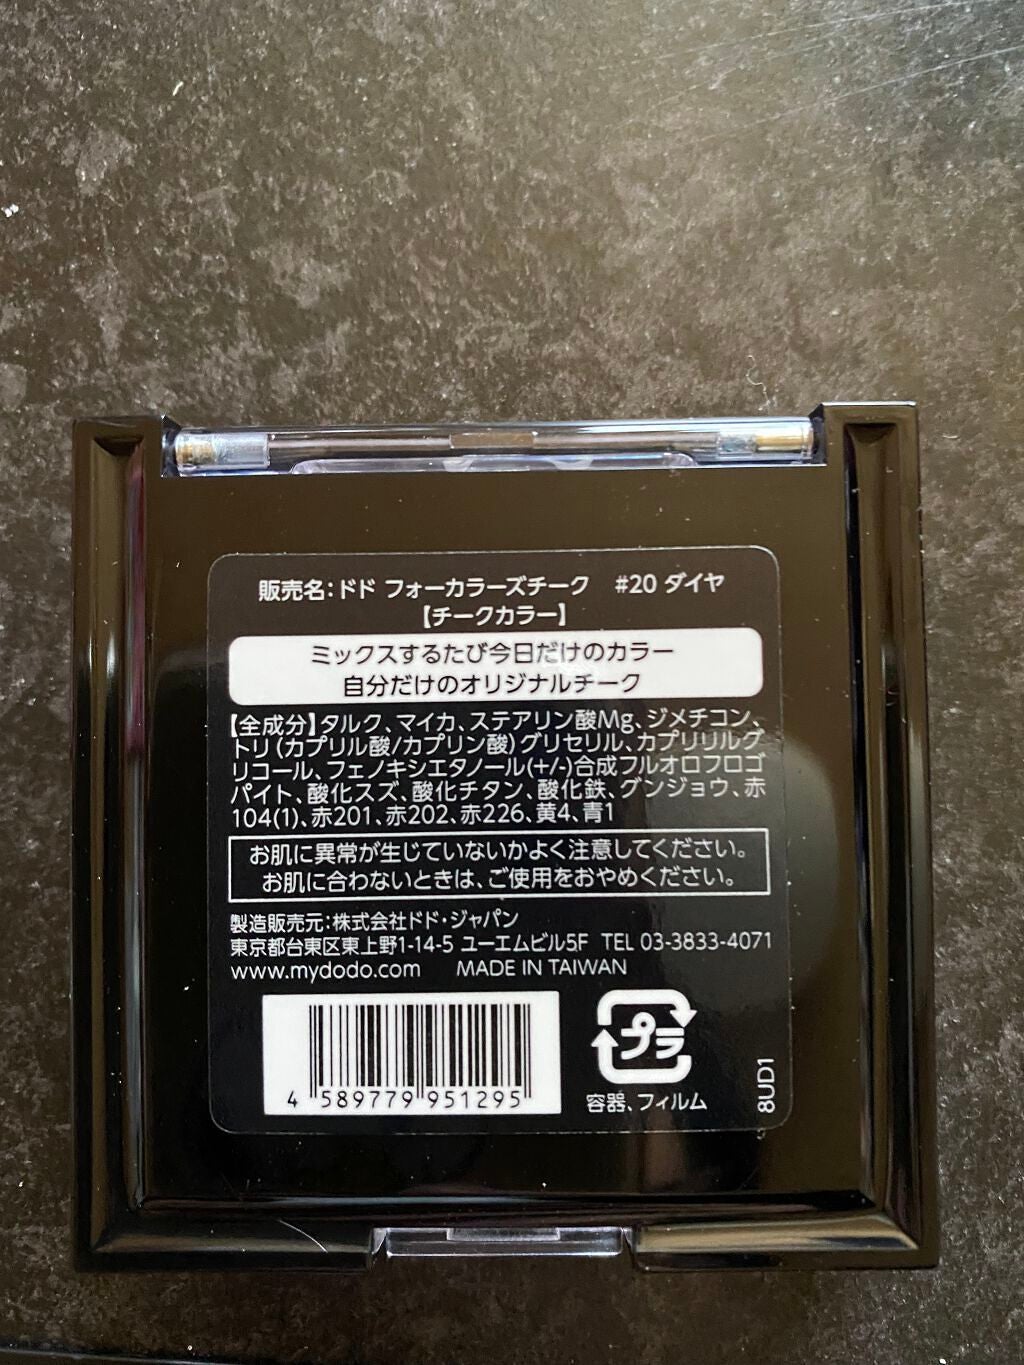 販売名:ドド フォーカラーズチーク #20 ダイヤ
【チークカラー】
ミックスするたび今日だけのカラー
自分だけのオリジナルチーク
【全成分】タルク、マイカ、ステアリン酸Mg、ジメチコン、
トリ(カプリル酸/カプリン酸)グリセリル、カプリリルグ
リコール、フェノキシエタノール(+/-)合成フルオロフロゴ
パイト、酸化スズ、酸化チタン、酸化鉄、グンジョウ、赤
104(1)、赤201、赤202、赤226、黄4、青1
お肌に異常が生じていないかよく注意してください。
お肌に合わないときは、ご使用をおやめください。
製造販売元:株式会社ドド・ジャパン
東京都台東区東上野1-14-5 ユーエムビル5F TEL 03-3833-4071
www.mydodo.com MADE IN TAIWAN
プラ
4 589779 951295
容器、フィルム
8UD1